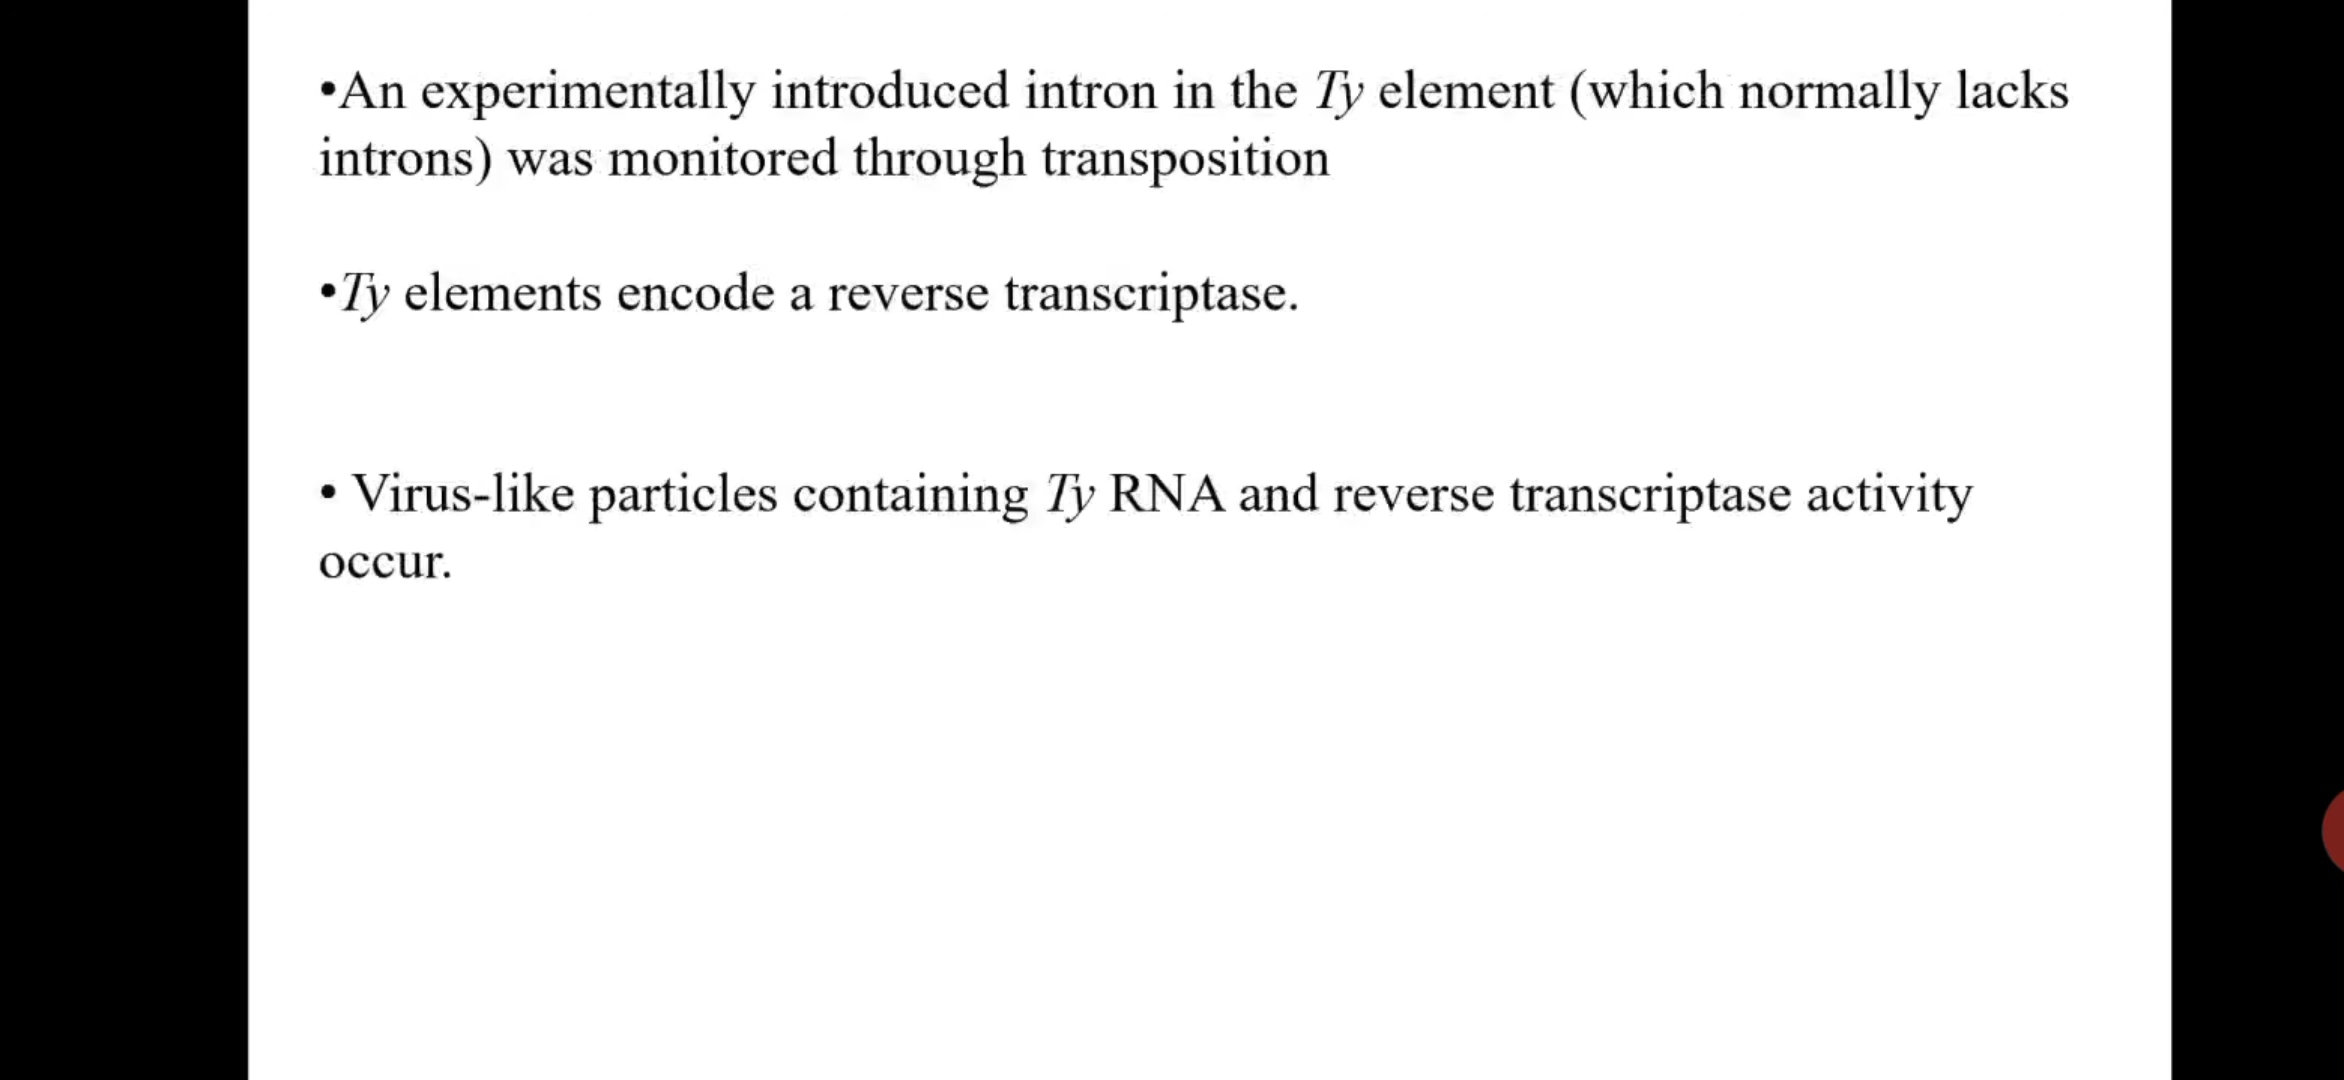 •An experimentally introduced intron in the Ty element (which normally lacks
introns) was monitored through transposition
•Ty elements encode a reverse transcriptase.
• Virus-like particles containing Ty RNA and reverse transcriptase activity
occur.